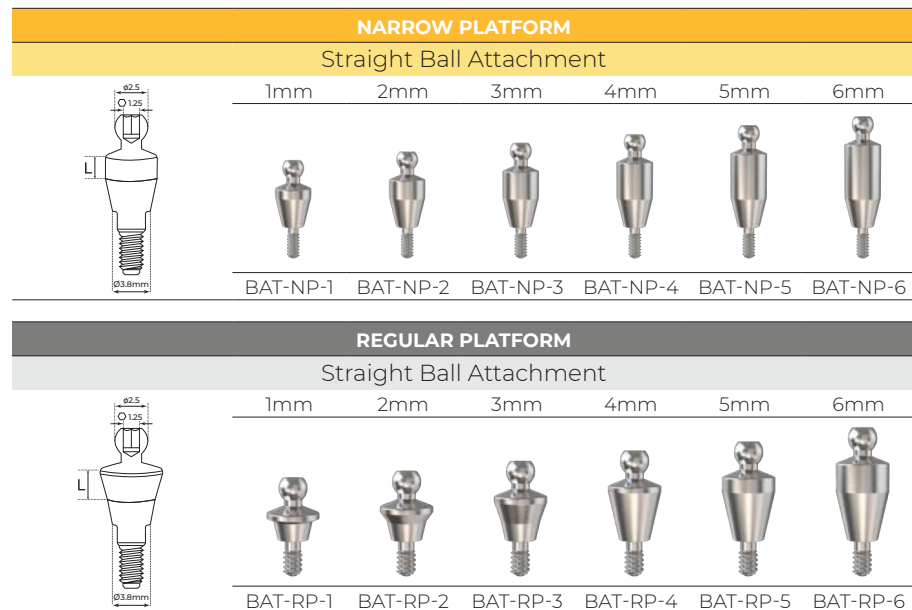 NARROW PLATFORM
Straight Ball Attachment
1mm 2mm 3mm 4mm 5mm 6mm
ø2.5
1.25
L
Ø3.8mm
BAT-NP-1 BAT-NP-2 BAT-NP-3 BAT-NP-4 BAT-NP-5 BAT-NP-6
REGULAR PLATFORM
Straight Ball Attachment
1mm 2mm 3mm 4mm 5mm 6mm
ø2.5
1.25
L
Ø3.8mm
BAT-RP-1 BAT-RP-2 BAT-RP-3 BAT-RP-4 BAT-RP-5 BAT-RP-6